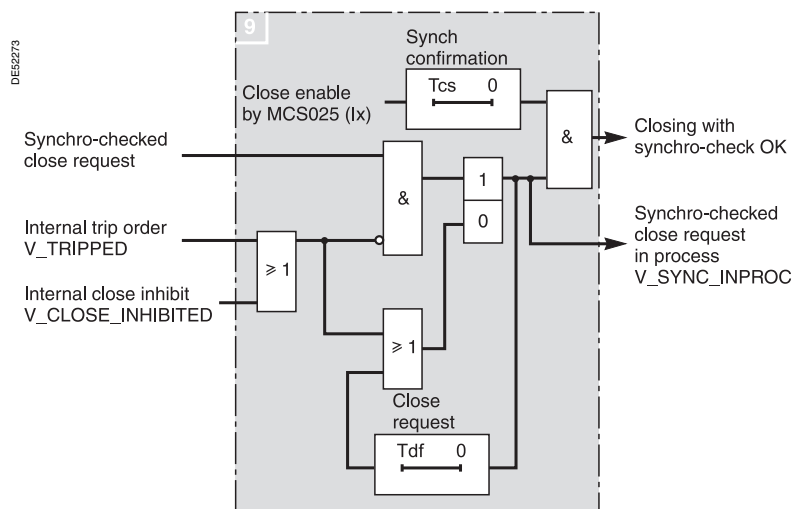 DE52273
9
Synch
confirmation
Tcs 0
Close enable
by MCS025 (Ix)
Synchro-checked
close request
&
Closing with
synchro-check OK
1
&
0
Internal trip order
V_TRIPPED
Synchro-checked
close request
in process
V_SYNC_INPROC
≥ 1
Internal close inhibit
V_CLOSE_INHIBITED
≥ 1
Close
request
Tdf 0